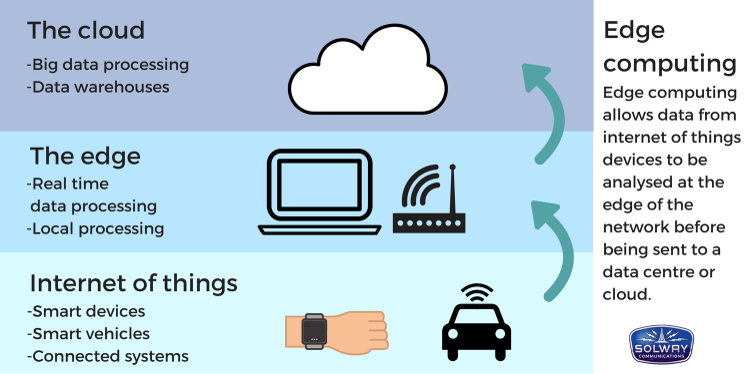 The cloud
-Big data processing
-Data warehouses
The edge
-Real time
data processing
-Local processing
Internet of things
-Smart devices
-Smart vehicles
-Connected systems
Edge
computing
Edge computing
allows data from
internet of things
devices to be
analysed at the
edge of the
network before
being sent to a
data centre or
cloud.
SOLWAY
COMMUNICATIONS